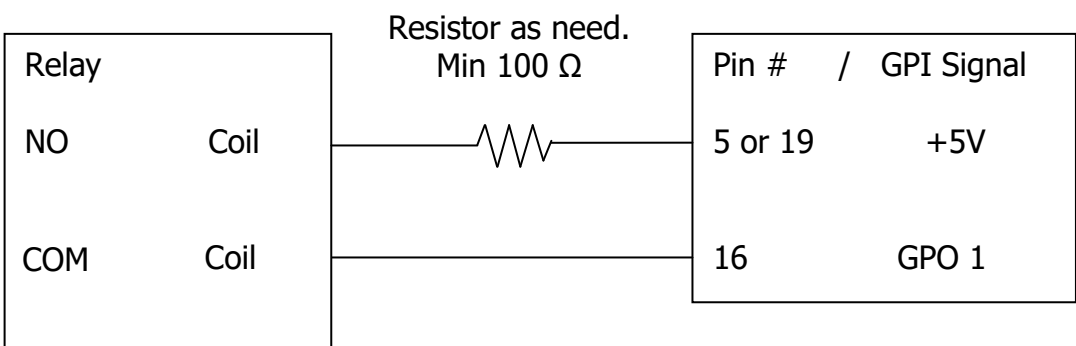 Resistor as need.
Min 100 Ω
Relay
NO Coil
COM Coil
Pin # / GPI Signal
5 or 19 +5V
16 GPO 1